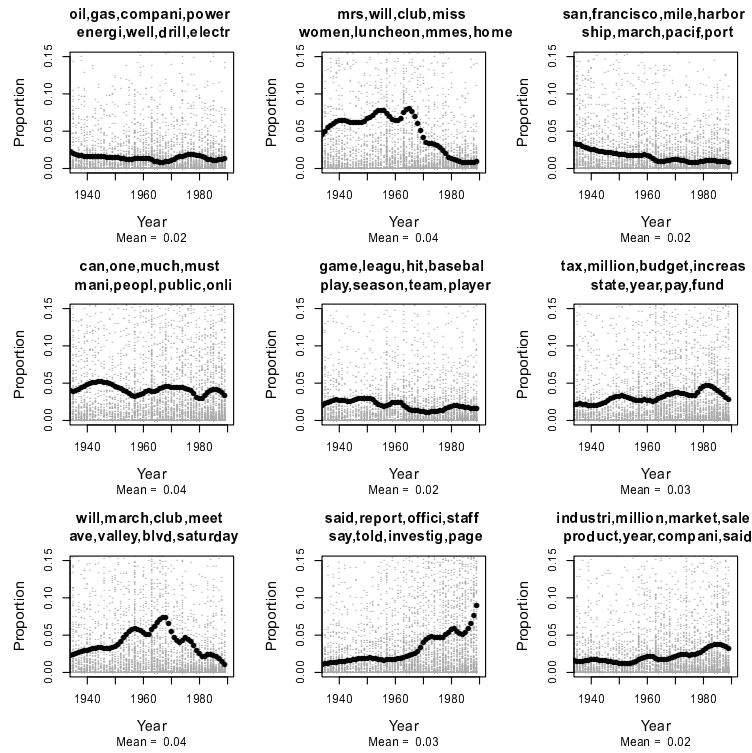 oil,gas,compani,power
energi,well,drill,electr
Proportion
0.00 0.05 0.10 0.15
1940 1960 1980
Year
Mean = 0.02
mrs,will,club,miss
women,luncheon,mmes,home
Proportion
0.00 0.05 0.10 0.15
1940 1960 1980
Year
Mean = 0.04
san,francisco,mile,harbor
ship,march,pacif,port
Proportion
0.00 0.05 0.10 0.15
1940 1960 1980
Year
Mean = 0.02
can,one,much,must
mani,peopl,public,onli
Proportion
0.00 0.05 0.10 0.15
1940 1960 1980
Year
Mean = 0.04
game,leagu,hit,basebal
play,season,team,player
Proportion
0.00 0.05 0.10 0.15
1940 1960 1980
Year
Mean = 0.02
tax,million,budget,increas
state,year,pay,fund
Proportion
0.00 0.05 0.10 0.15
1940 1960 1980
Year
Mean = 0.03
will,march,club,meet
ave,valley,blvd,saturday
Proportion
0.00 0.05 0.10 0.15
1940 1960 1980
Year
Mean = 0.04
said,report,offici,staff
say,told,investig,page
Proportion
0.00 0.05 0.10 0.15
1940 1960 1980
Year
Mean = 0.03
industri,million,market,sale
product,year,compani,said
Proportion
0.00 0.05 0.10 0.15
1940 1960 1980
Year
Mean = 0.02